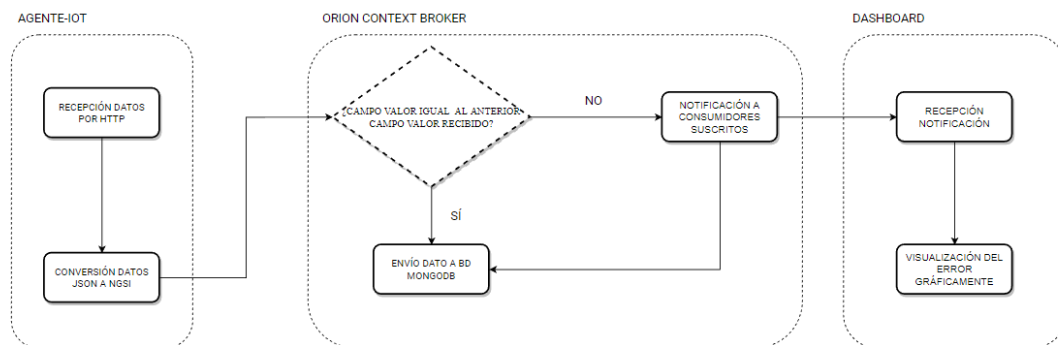 AGENTE-IOT
RECEPCIÓN DATOS
POR HTTP
CONVERSIÓN DATOS
JSON A NGSI
ORION CONTEXT BROKER
¿CAMPO VALOR IGUAL AL ANTERIOR
CAMPO VALOR RECIBIDO?
NO
SÍ
NOTIFICACIÓN A
CONSUMIDORES
SUSCRITOS
ENVÍO DATO A BD
MONGODB
DASHBOARD
RECEPCIÓN
NOTIFICACIÓN
VISUALIZACIÓN DEL
ERROR
GRÁFICAMENTE